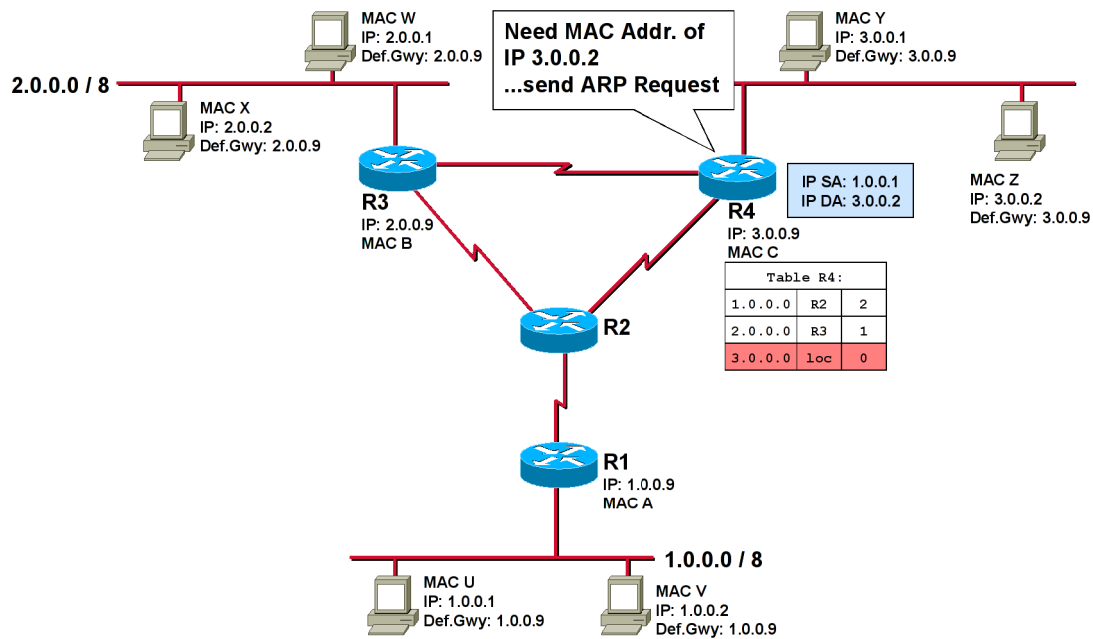 MAC W
IP: 2.0.0.1
Def.Gwy: 2.0.0.9
Need MAC Addr. of
IP 3.0.0.2
...send ARP Request
MAC Y
IP: 3.0.0.1
Def.Gwy: 3.0.0.9
2.0.0.0 / 8
MAC X
IP: 2.0.0.2
Def.Gwy: 2.0.0.9
R3
IP: 2.0.0.9
MAC B
R4
IP: 3.0.0.9
MAC C
IP SA: 1.0.0.1
IP DA: 3.0.0.2
MAC Z
IP: 3.0.0.2
Def.Gwy: 3.0.0.9
Table R4:
1.0.0.0 R2 2
2.0.0.0 R3 1
3.0.0.0 loc 0
R2
R1
IP: 1.0.0.9
MAC A
1.0.0.0 / 8
MAC U
IP: 1.0.0.1
Def.Gwy: 1.0.0.9
MAC V
IP: 1.0.0.2
Def.Gwy: 1.0.0.9